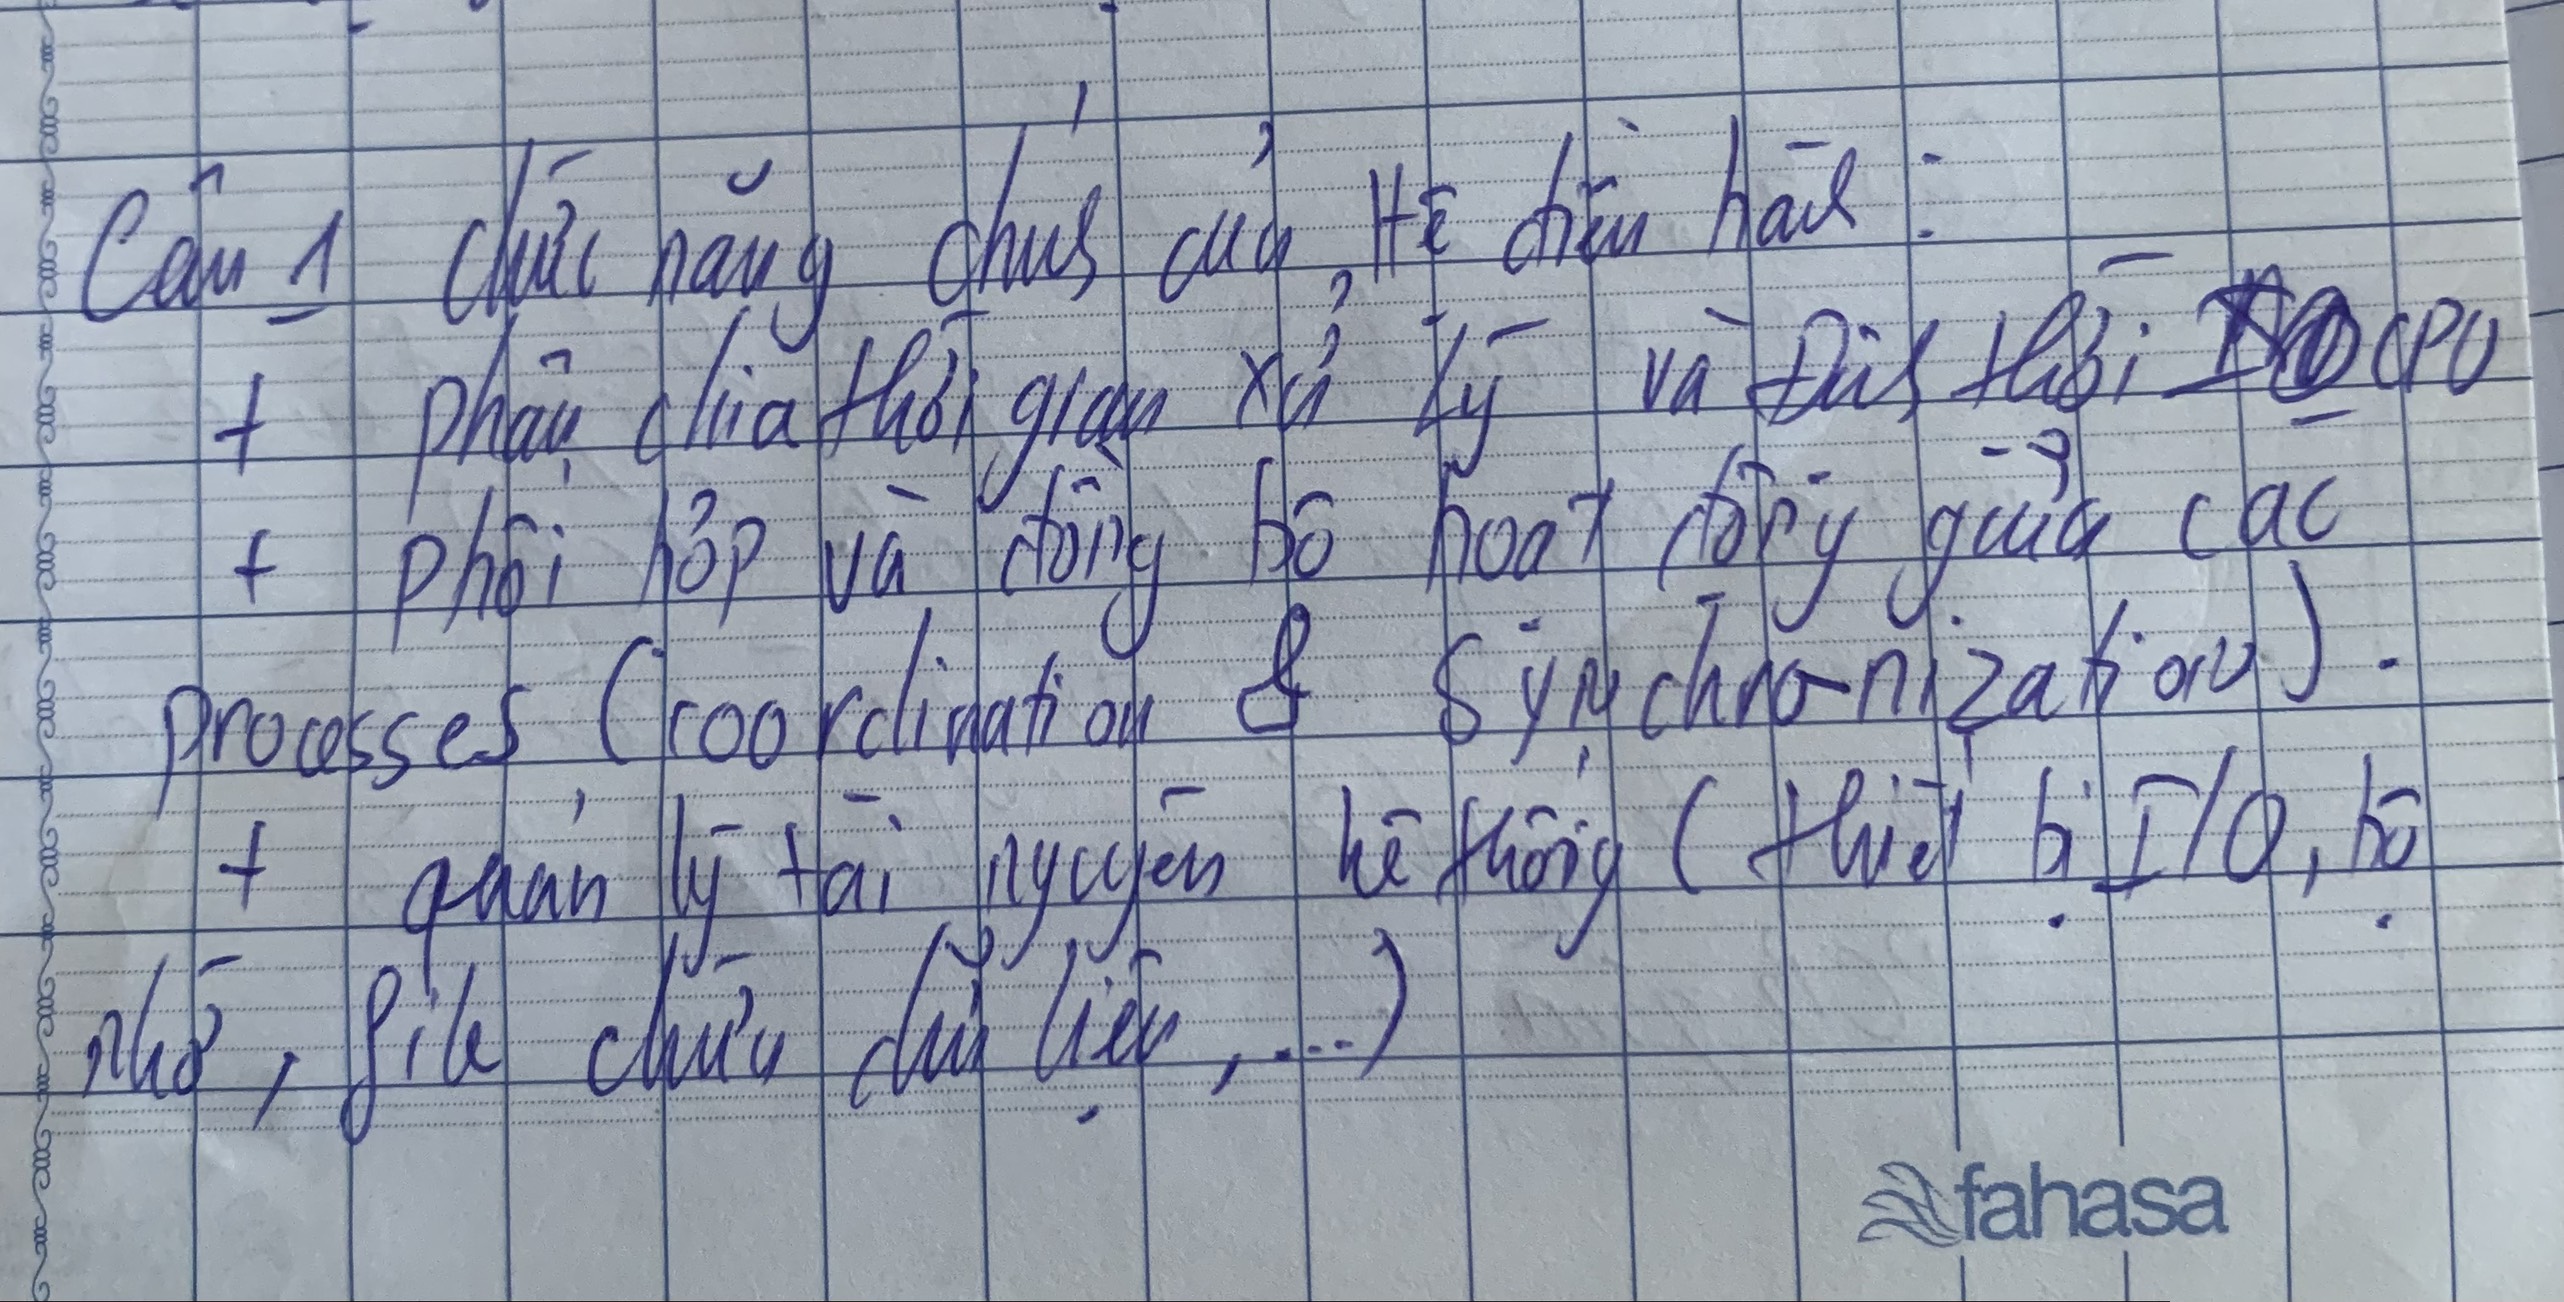 Câu 1 chức năng chính của Hệ điều hành :
+ phân chia thời gian xử lý và Định thời CPU
+ phối hợp và đồng bộ hoạt động giữa các
processes (coordination & Synchronization).
+ quản lý tài nguyên hệ thống (thiết bị I/O, bộ
nhớ, file chứa dữ liệu, ...)
fahasa